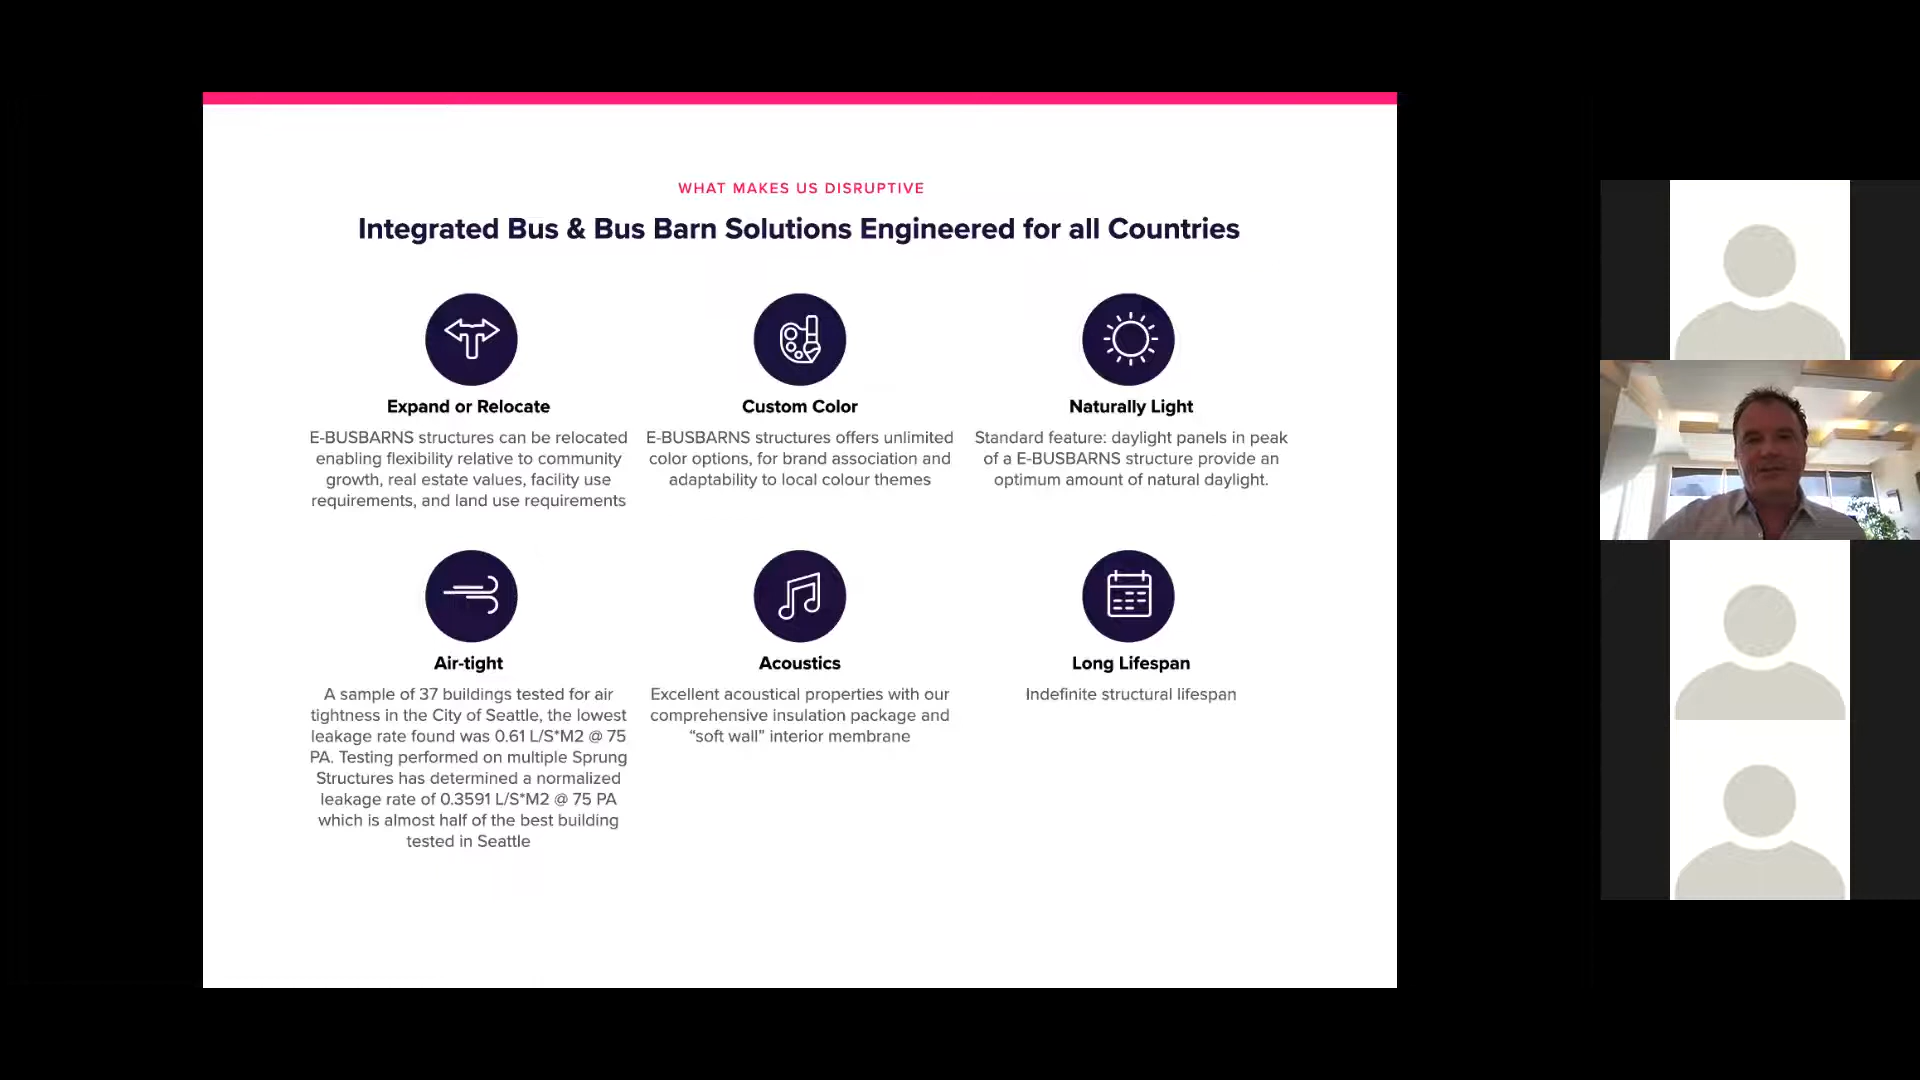 WHAT MAKES US DISRUPTIVE
Integrated Bus & Bus Barn Solutions Engineered for all Countries
Expand or Relocate
E-BUSBARNS structures can be relocated
enabling flexibility relative to community
growth, real estate values, facility use
requirements, and land use requirements
Custom Color
E-BUSBARNS structures offers unlimited
color options, for brand association and
adaptability to local colour themes
Naturally Light
Standard feature: daylight panels in peak
of a E-BUSBARNS structure provide an
optimum amount of natural daylight.
Air-tight
A sample of 37 buildings tested for air
tightness in the City of Seattle, the lowest
leakage rate found was 0.61 L/S*M2 @ 75
PA. Testing performed on multiple Sprung
Structures has determined a normalized
leakage rate of 0.3591 L/S*M2 @ 75 PA
which is almost half of the best building
tested in Seattle
Acoustics
Excellent acoustical properties with our
comprehensive insulation package and
“soft wall” interior membrane
Long Lifespan
Indefinite structural lifespan